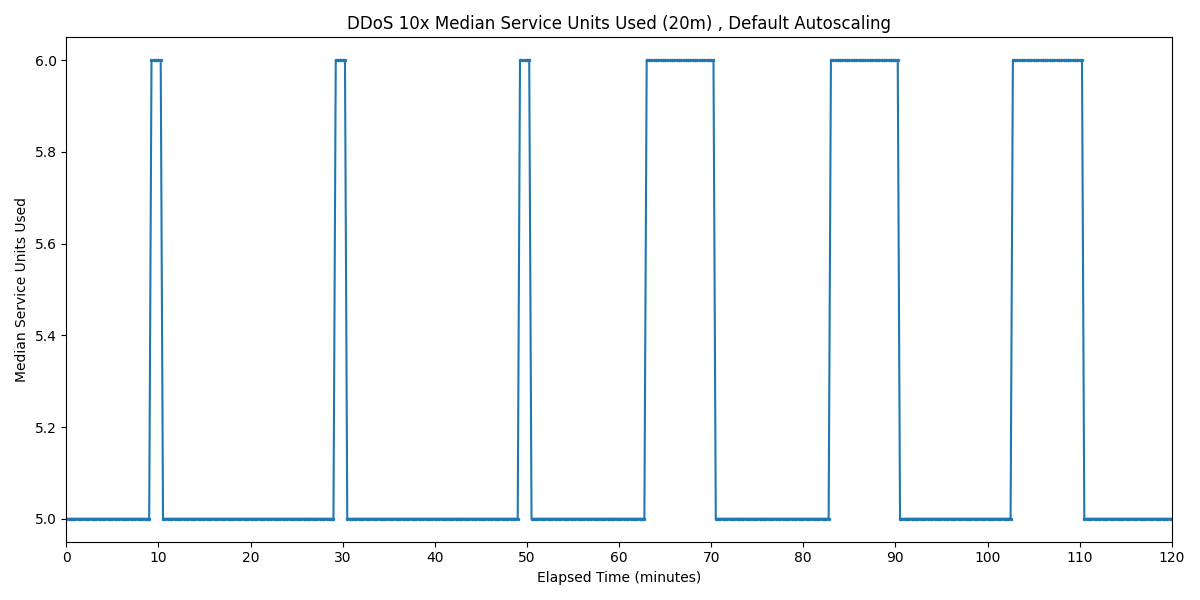 DDoS 10x Median Service Units Used (20m) , Default Autoscaling
6.0
5.8
5.6
5.4
5.2
5.0
Median Service Units Used
0 10 20 30 40 50 60 70 80 90 100 110 120
Elapsed Time (minutes)